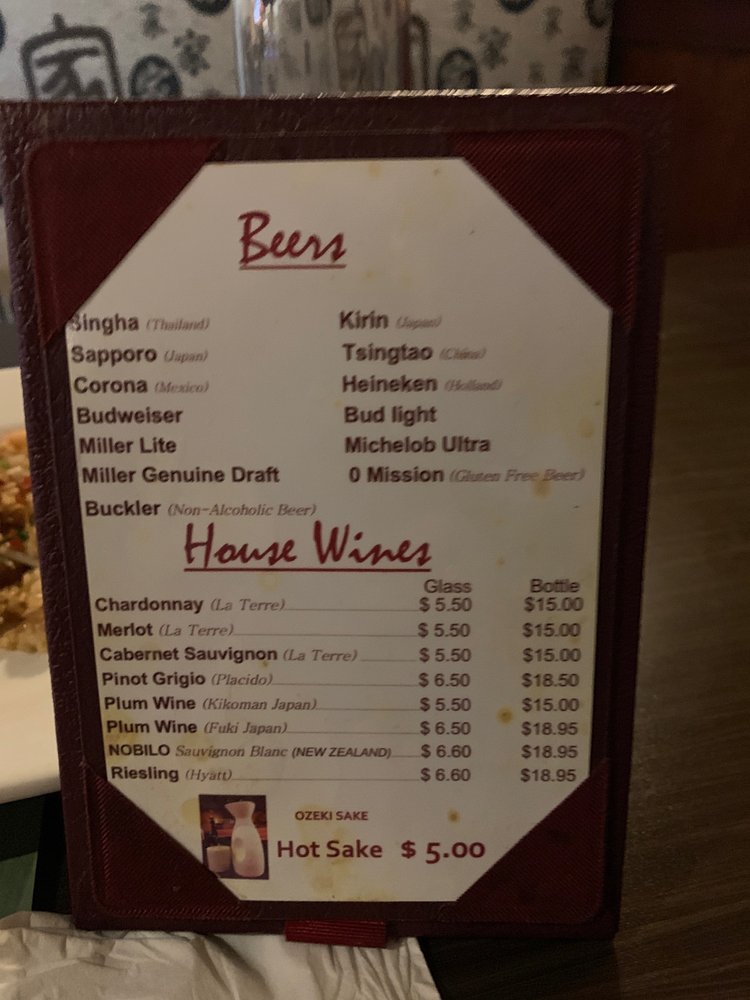 家 家 家
家
Beers
Singha (Thailand) Kirin (Japan)
Sapporo (Japan) Tsingtao (China)
Corona (Mexico) Heineken (Holland)
Budweiser Bud light
Miller Lite Michelob Ultra
Miller Genuine Draft 0 Mission (Gluten Free Beer)
Buckler (Non-Alcoholic Beer)
House Wines
Glass Bottle
Chardonnay (La Terre) $ 5.50 $15.00
Merlot (La Terre) $ 5.50 $15.00
Cabernet Sauvignon (La Terre) $ 5.50 $15.00
Pinot Grigio (Placido) $ 6.50 $18.50
Plum Wine (Kikoman Japan) $ 5.50 $15.00
Plum Wine (Fuki Japan) $ 6.50 $18.95
NOBILO Sauvignon Blanc (NEW ZEALAND) $ 6.60 $18.95
Riesling (Hyatt) $ 6.60 $18.95
OZEKI SAKE
Hot Sake $ 5.00